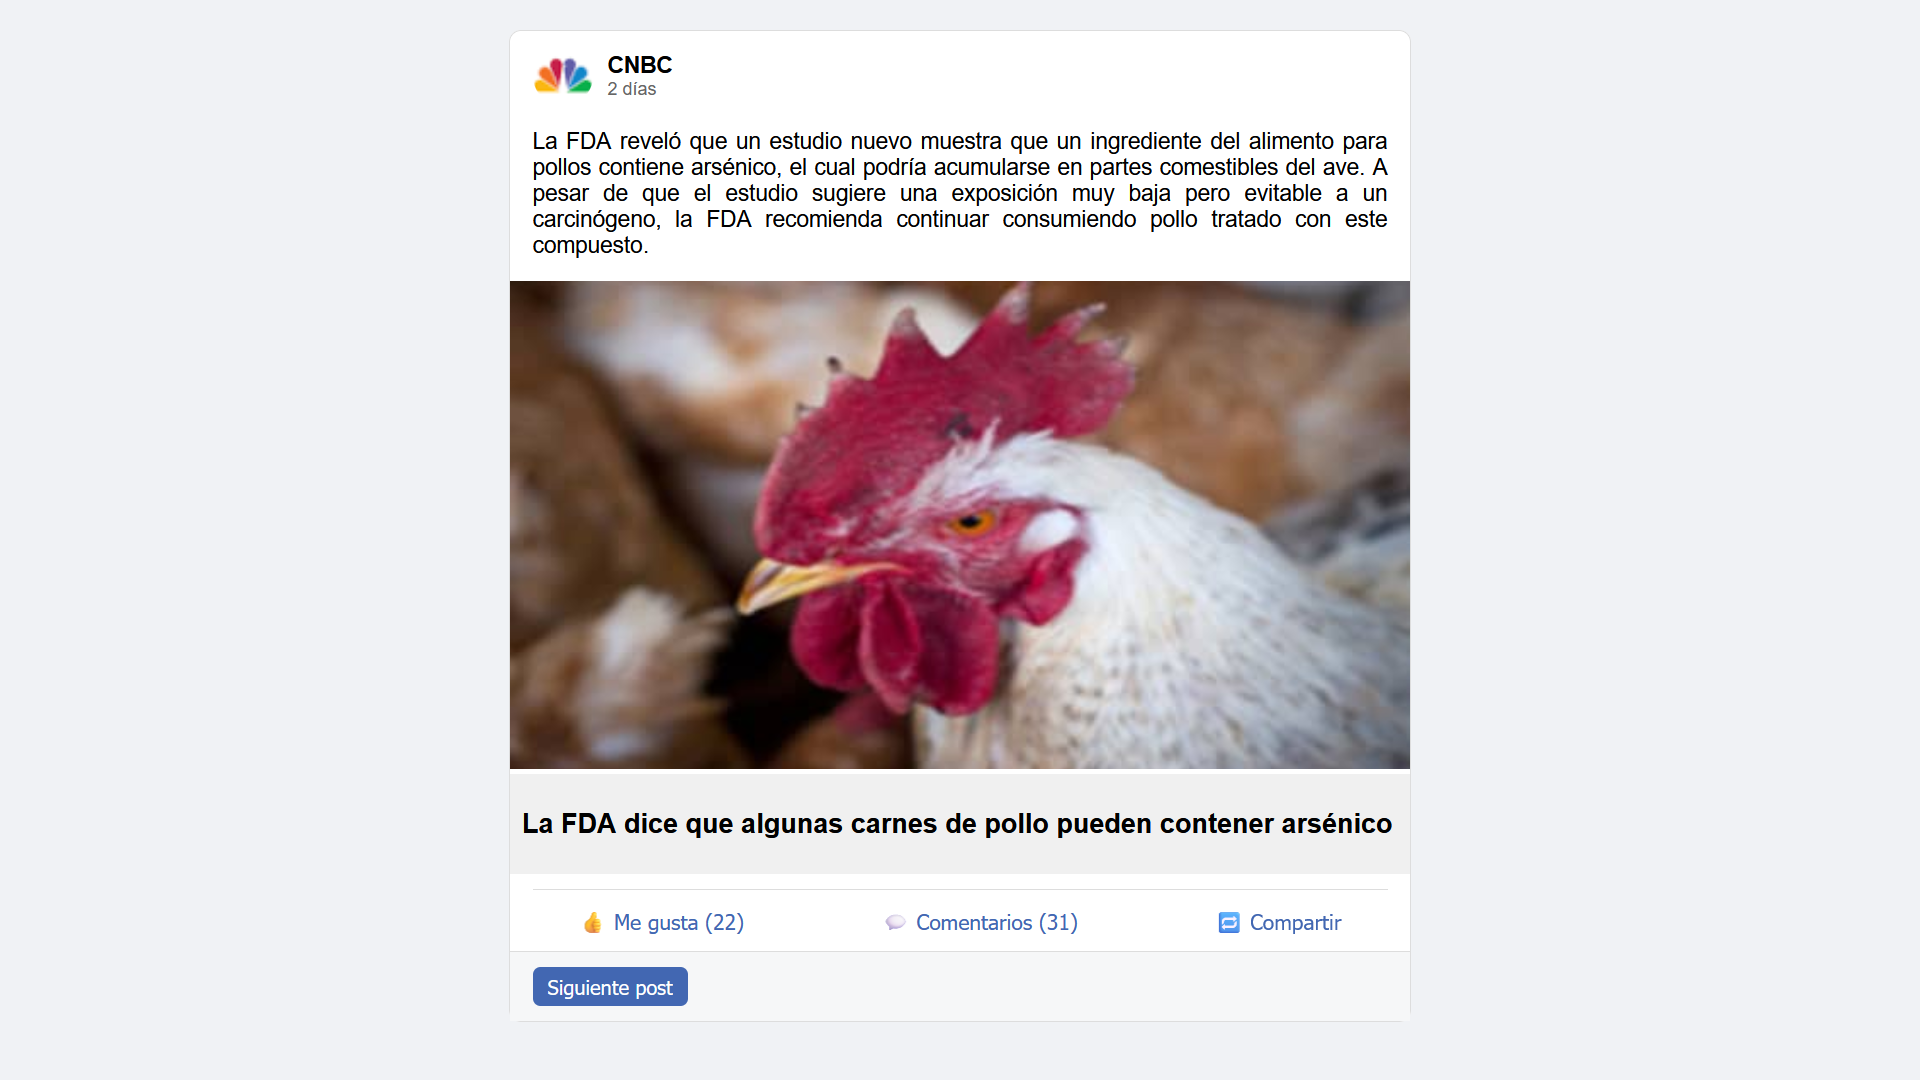 CNBC
2 días
La FDA reveló que un estudio nuevo muestra que un ingrediente del alimento para
pollos contiene arsénico, el cual podría acumularse en partes comestibles del ave. A
pesar de que el estudio sugiere una exposición muy baja pero evitable a un
carcinógeno, la FDA recomienda continuar consumiendo pollo tratado con este
compuesto.
La FDA dice que algunas carnes de pollo pueden contener arsénico
Me gusta (22)
Comentarios (31)
Compartir
Siguiente post